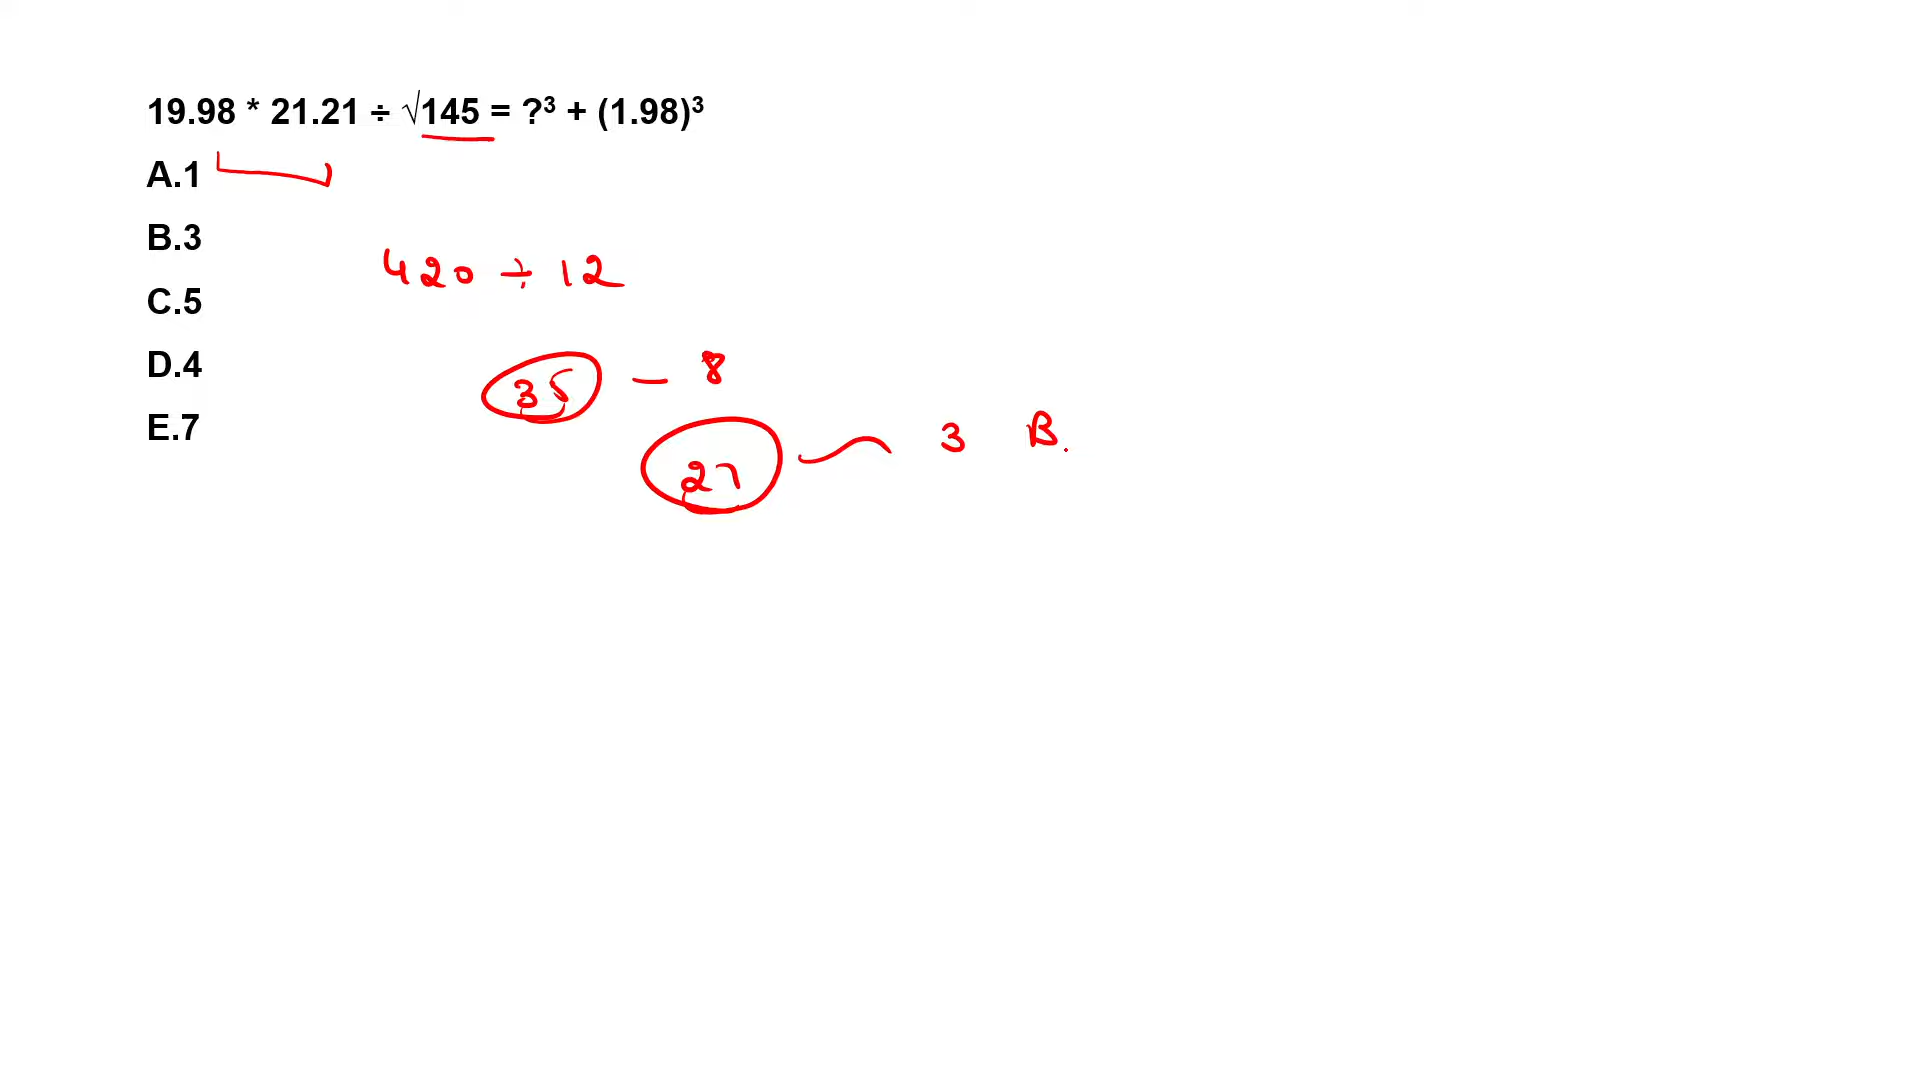 19.98 * 21.21 ÷ √145 = ?³ + (1.98)³
A.1
B.3
C.5
D.4
E.7
420 ÷ 12
35 - 8
27 3 B.